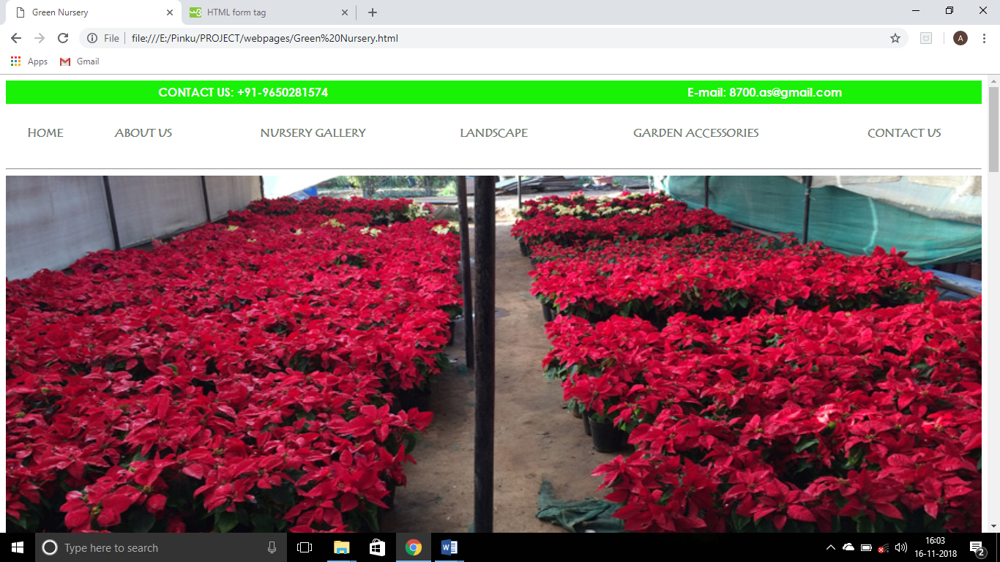 Green Nursery
HTML form tag
File file:///E:/Pinku/PROJECT/webpages/Green%20Nursery.html
A
Apps Gmail
CONTACT US: +91-9650281574 E-mail: 8700.as@gmail.com
HOME ABOUT US NURSERY GALLERY LANDSCAPE GARDEN ACCESSORIES CONTACT US
Type here to search
16:03
16-11-2018
2